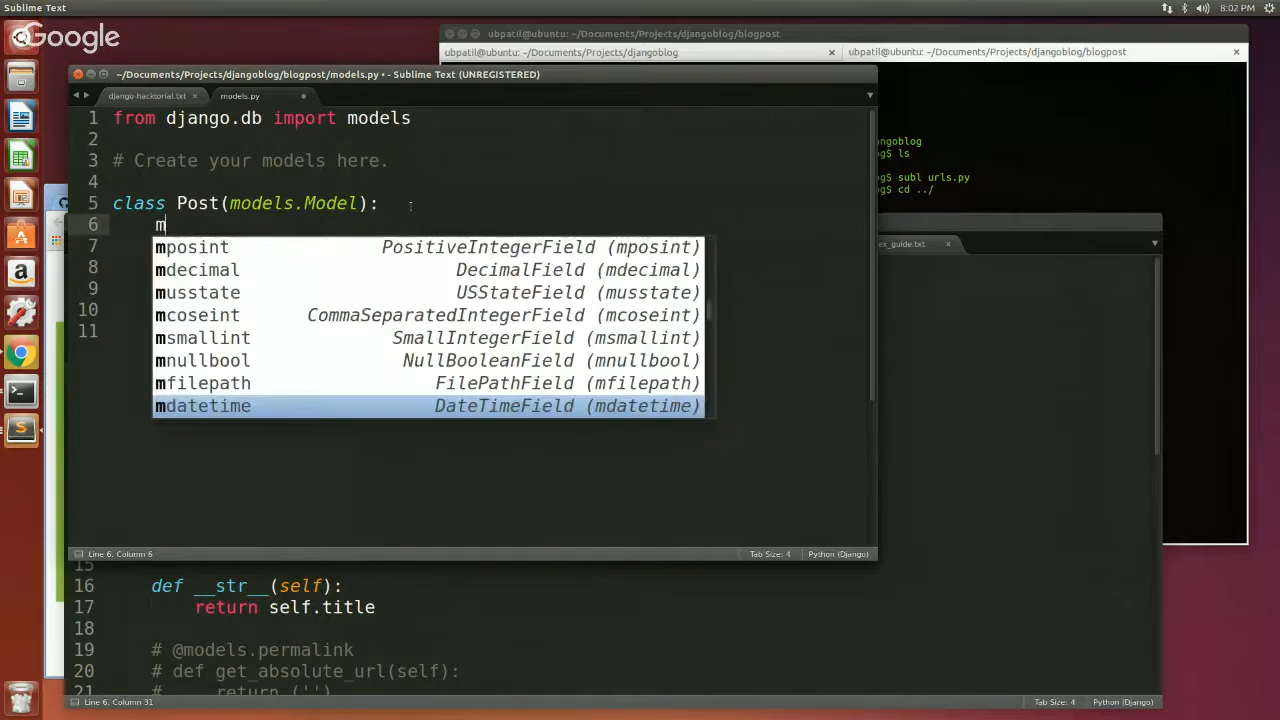 Sublime Text
8:02 PM
Google
ubpatil@ubuntu: ~/Documents/Projects/djangoblog/blogpost
ubpatil@ubuntu: ~/Documents/Projects/djangoblog × ubpatil@ubuntu: ~/Documents/Projects/djangoblog/blogpost ×
~/Documents/Projects/djangoblog/blogpost/models.py • - Sublime Text (UNREGISTERED)
django-hacktorial.txt × models.py •
1 from django.db import models
2
3 # Create your models here.
4
5 class Post(models.Model):
6 m
7
8
9
10
11
mposint PositiveIntegerField (mposint)
mdecimal DecimalField (mdecimal)
musstate USStateField (musstate)
mcoseint CommaSeparatedIntegerField (mcoseint)
msmallint SmallIntegerField (msmallint)
mnullbool NullBooleanField (mnullbool)
mfilepath FilePathField (mfilepath)
mdatetime DateTimeField (mdatetime)
Line 6, Column 6 Tab Size: 4 Python (Django)
ngoblog
ng$ ls
ng$ subl urls.py
ng$ cd ../
ex_guide.txt ×
15
16 def __str__(self):
17 return self.title
18
19 # @models.permalink
20 # def get_absolute_url(self):
21 # return ('')
Line 6, Column 31 Tab Size: 4 Python (Django)